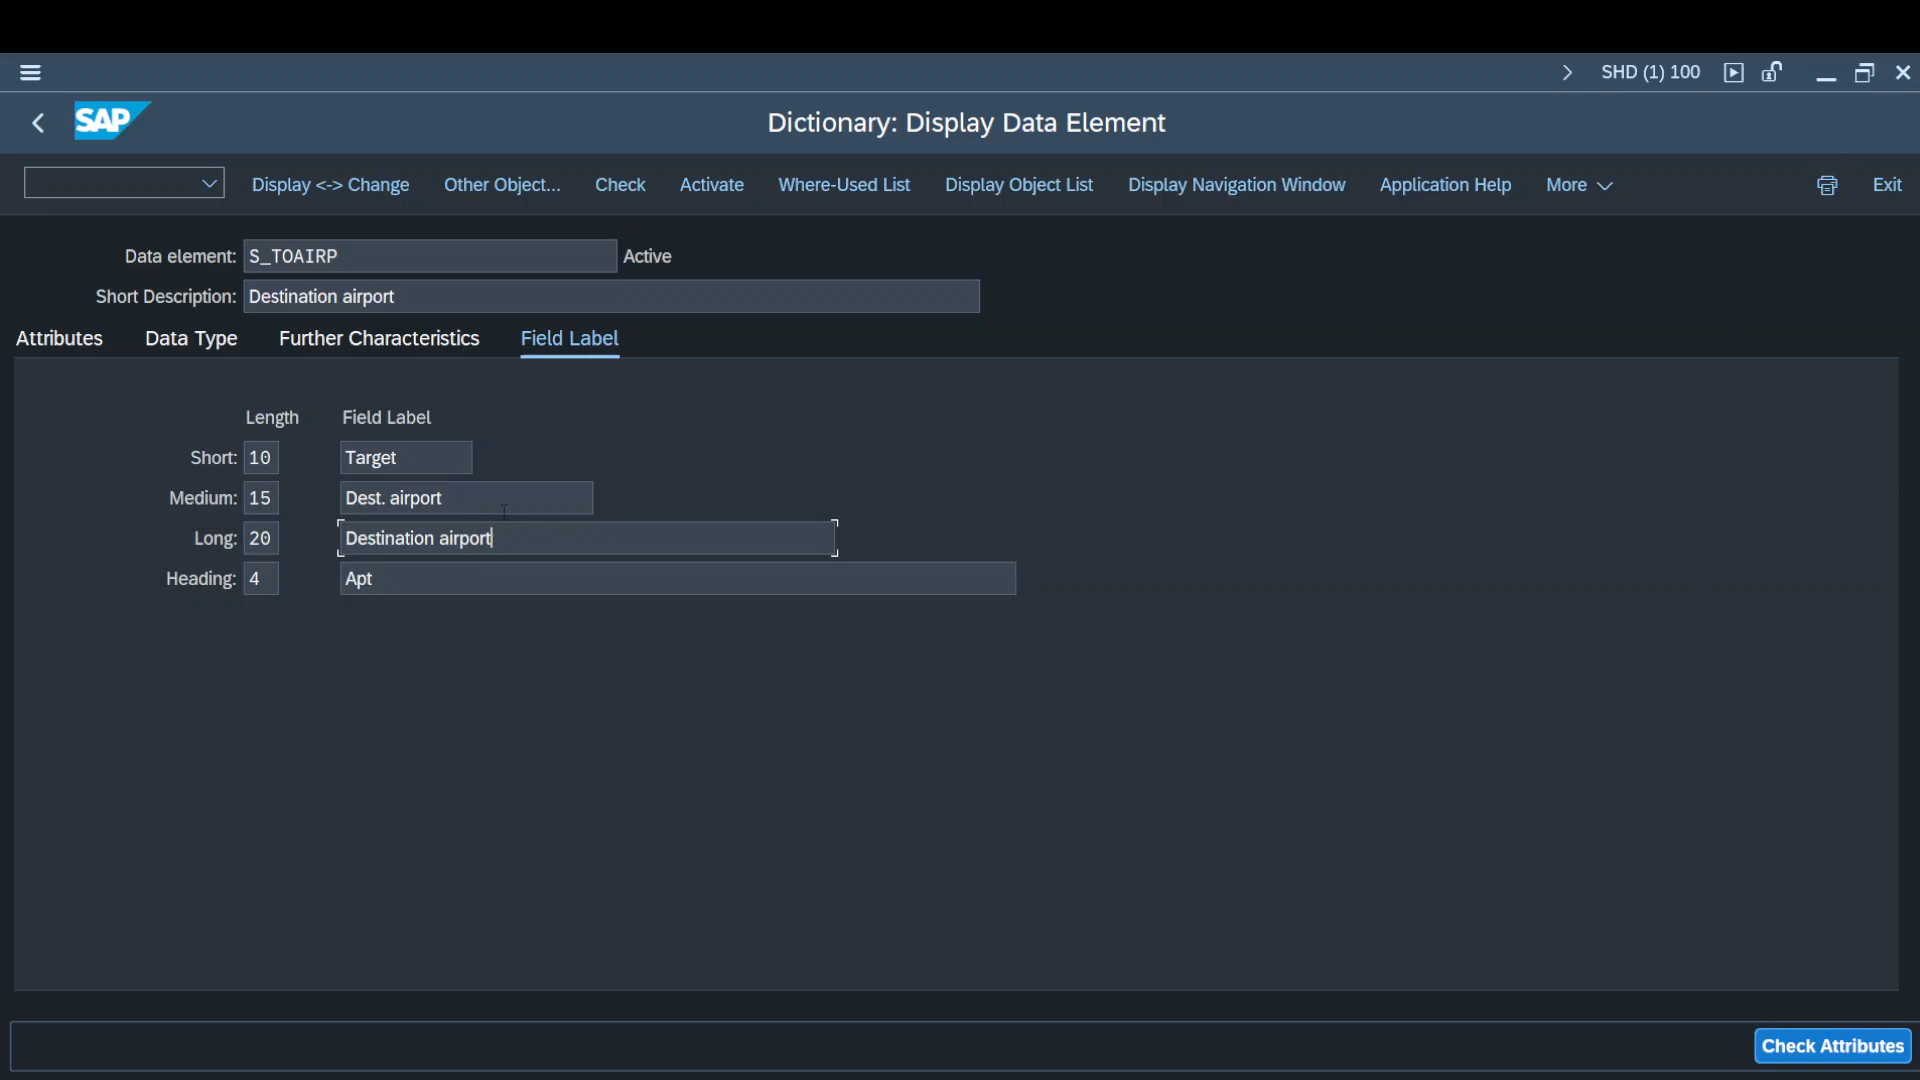 SHD (1) 100
SAP
Dictionary: Display Data Element
Display <-> Change Other Object... Check Activate Where-Used List Display Object List Display Navigation Window Application Help More Exit
Data element: S_TOAIRP Active
Short Description: Destination airport
Attributes Data Type Further Characteristics Field Label
Length Field Label
Short: 10 Target
Medium: 15 Dest. airport
Long: 20 Destination airport
Heading: 4 Apt
Check Attributes